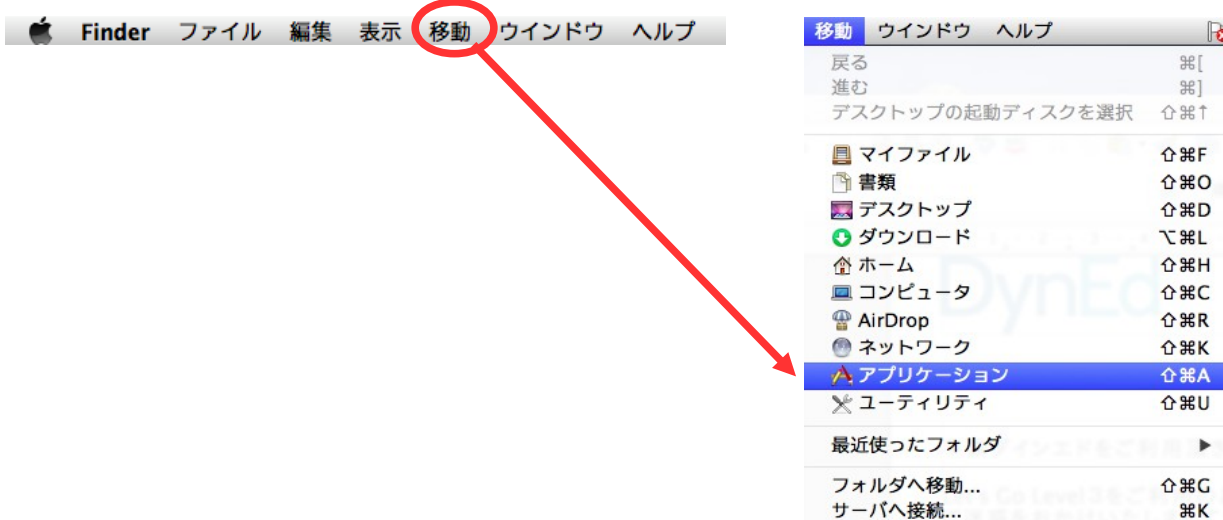 Finder ファイル 編集 表示 移動 ウインドウ ヘルプ
移動 ウインドウ ヘルプ
戻る ⌘[
進む ⌘]
デスクトップの起動ディスクを選択 ⇧⌘↑
マイファイル ⇧⌘F
書類 ⇧⌘O
デスクトップ ⇧⌘D
ダウンロード ⌥⌘L
ホーム ⇧⌘H
コンピュータ ⇧⌘C
AirDrop ⇧⌘R
ネットワーク ⇧⌘K
アプリケーション ⇧⌘A
ユーティリティ ⇧⌘U
最近使ったフォルダ ▶
フォルダへ移動... ⇧⌘G
サーバへ接続... ⌘K
DynEd